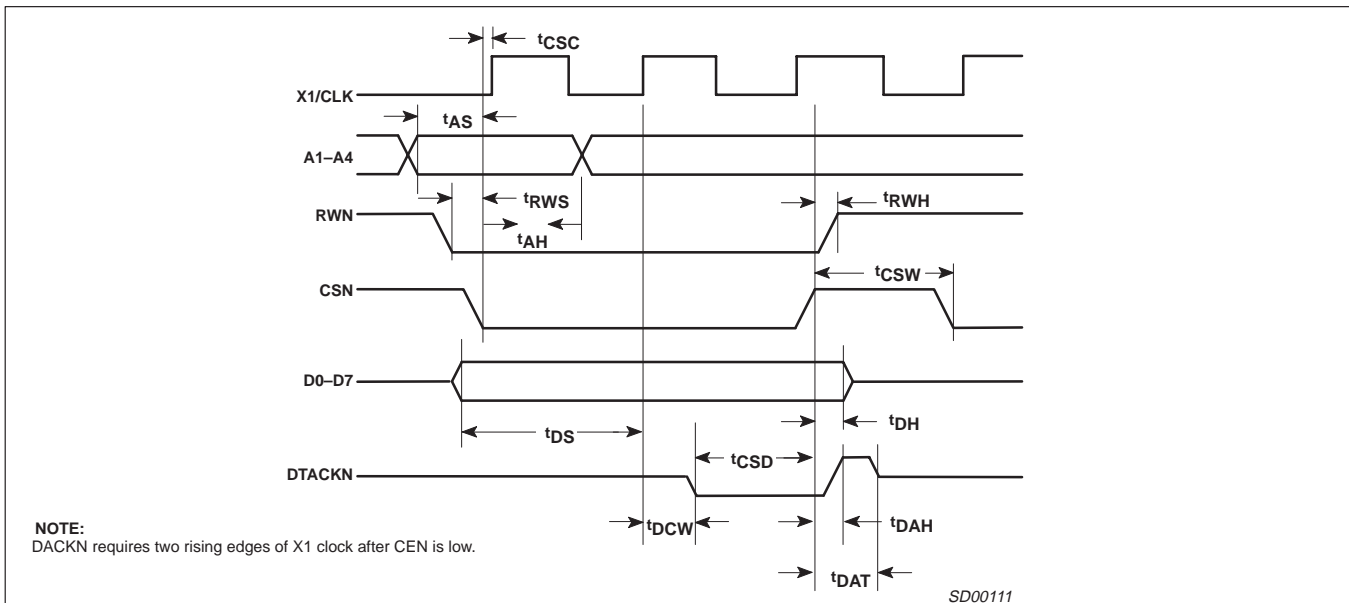 tCSC
X1/CLK
tAS
A1–A4
tRWS
tRWH
RWN
tAH
tCSW
CSN
D0–D7
tDH
tDS
tCSD
DTACKN
tDCW
tDAH
NOTE:
DACKN requires two rising edges of X1 clock after CEN is low.
tDAT
SD00111